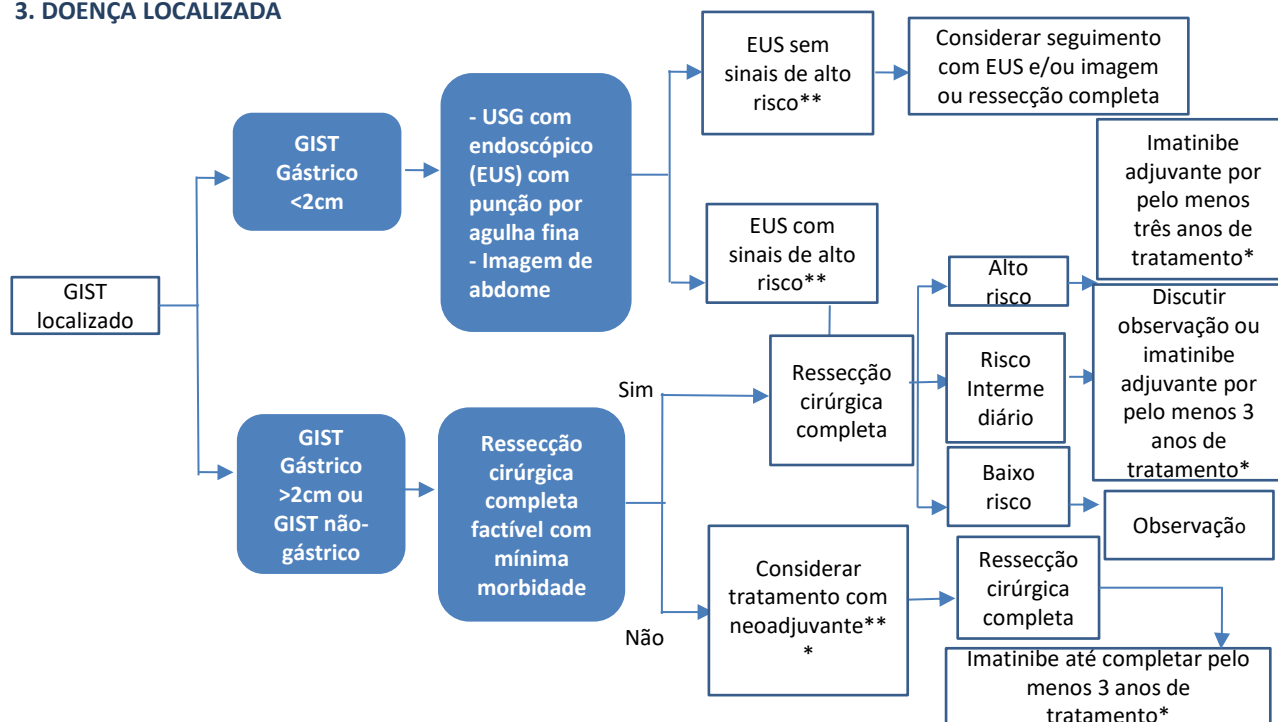 3. DOENÇA LOCALIZADA
GIST
localizado
GIST
Gástrico
<2cm
- USG com
endoscópico
(EUS) com
punção por
agulha fina
- Imagem de
abdome
EUS sem
sinais de alto
risco**
Considerar seguimento
com EUS e/ou imagem
ou ressecção completa
EUS com
sinais de alto
risco**
GIST
Gástrico
>2cm ou
GIST não-
gástrico
Ressecção
cirúrgica
completa
factível com
mínima
morbidade
Sim
Ressecção
cirúrgica
completa
Alto
risco
Imatinibe
adjuvante por
pelo menos
três anos de
tratamento*
Risco
Interme
diário
Discutir
observação ou
imatinibe
adjuvante por
pelo menos 3
anos de
tratamento*
Baixo
risco
Observação
Não
Considerar
tratamento com
neoadjuvante**
*
Ressecção
cirúrgica
completa
Imatinibe até completar pelo
menos 3 anos de
tratamento*